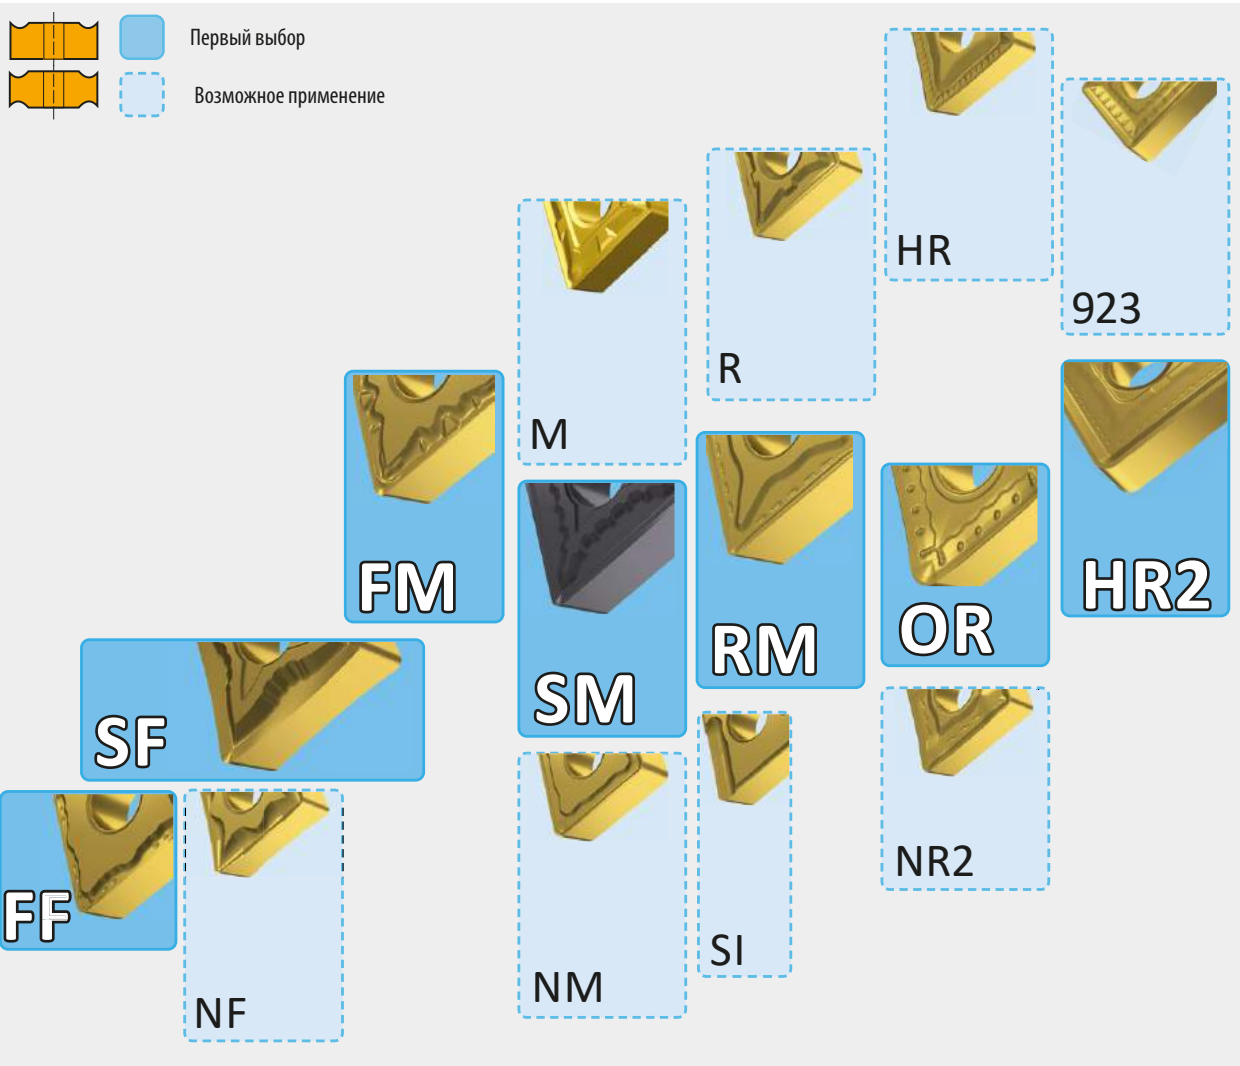 Первый выбор
Возможное применение
HR
923
R
M
FM
HR2
OR
RM
SM
SF
NR2
FF
SI
NM
NF